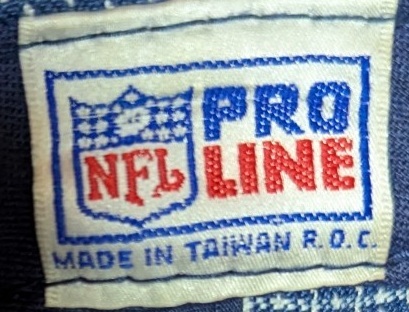 PRO
NFL LINE
MADE IN TAIWAN R.O.C.